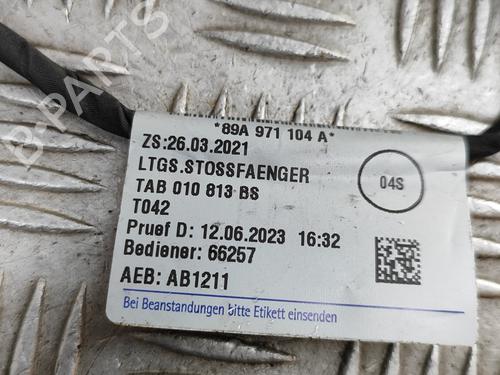 B-PARTS
*89A 971 104 A*
ZS:26.03.2021
LTGS.STOSSFAENGER
TAB 010 813 BS
T042
Pruef D: 12.06.2023 16:32
Bediener: 66257
AEB: AB1211
04S
Bei Beanstandungen bitte Etikett einsenden